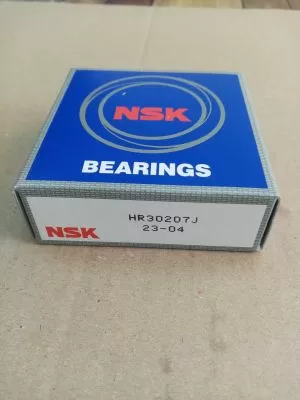 NSK
BEARINGS
HR30207J
23-04
NSK